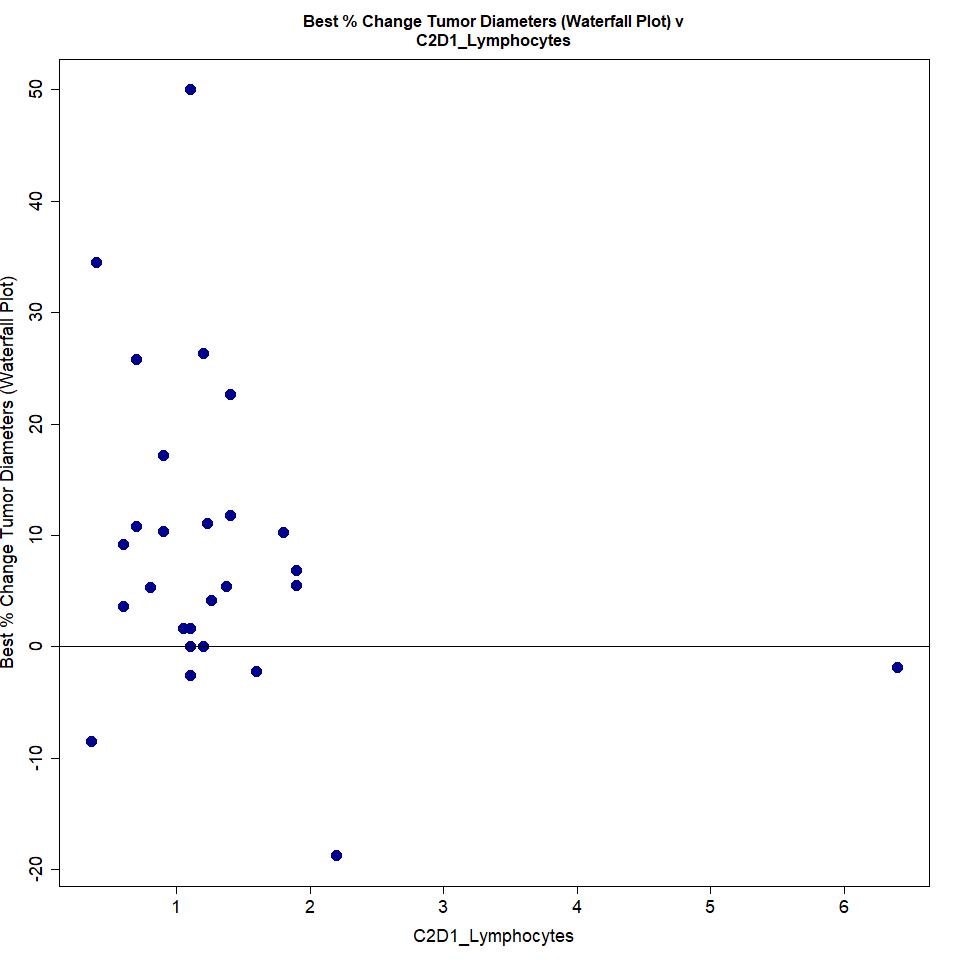 Best % Change Tumor Diameters (Waterfall Plot) v
C2D1_Lymphocytes
Best % Change Tumor Diameters (Waterfall Plot)
50
40
30
20
10
0
-10
-20
1 2 3 4 5 6
C2D1_Lymphocytes